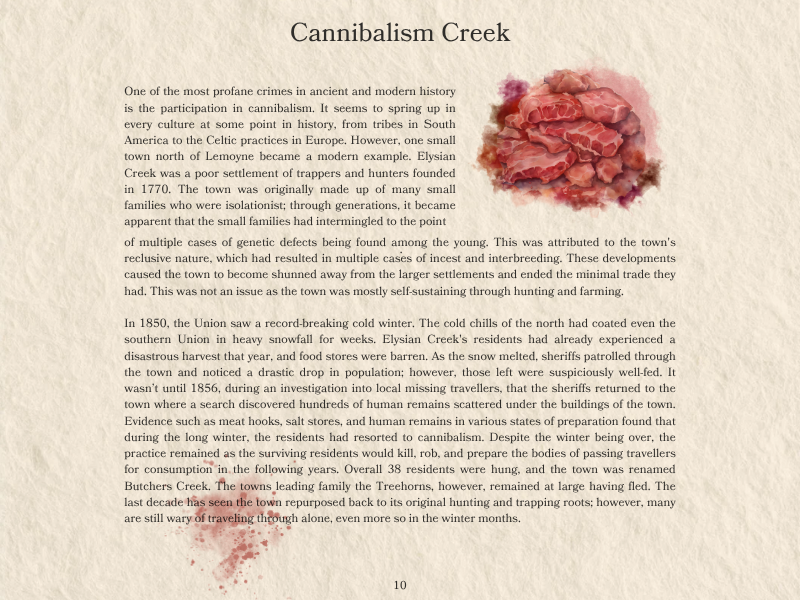 Cannibalism Creek
One of the most profane crimes in ancient and modern history
is the participation in cannibalism. It seems to spring up in
every culture at some point in history, from tribes in South
America to the Celtic practices in Europe. However, one small
town north of Lemoyne became a modern example. Elysian
Creek was a poor settlement of trappers and hunters founded
in 1770. The town was originally made up of many small
families who were isolationist; through generations, it became
apparent that the small families had intermingled to the point
of multiple cases of genetic defects being found among the young. This was attributed to the town's
reclusive nature, which had resulted in multiple cases of incest and interbreeding. These developments
caused the town to become shunned away from the larger settlements and ended the minimal trade they
had. This was not an issue as the town was mostly self-sustaining through hunting and farming.
In 1850, the Union saw a record-breaking cold winter. The cold chills of the north had coated even the
southern Union in heavy snowfall for weeks. Elysian Creek's residents had already experienced a
disastrous harvest that year, and food stores were barren. As the snow melted, sheriffs patrolled through
the town and noticed a drastic drop in population; however, those left were suspiciously well-fed. It
wasn't until 1856, during an investigation into local missing travellers, that the sheriffs returned to the
town where a search discovered hundreds of human remains scattered under the buildings of the town.
Evidence such as meat hooks, salt stores, and human remains in various states of preparation found that
during the long winter, the residents had resorted to cannibalism. Despite the winter being over, the
practice remained as the surviving residents would kill, rob, and prepare the bodies of passing travellers
for consumption in the following years. Overall 38 residents were hung, and the town was renamed
Butchers Creek. The towns leading family the Treehorns, however, remained at large having fled. The
last decade has seen the town repurposed back to its original hunting and trapping roots; however, many
are still wary of traveling through alone, even more so in the winter months.
10